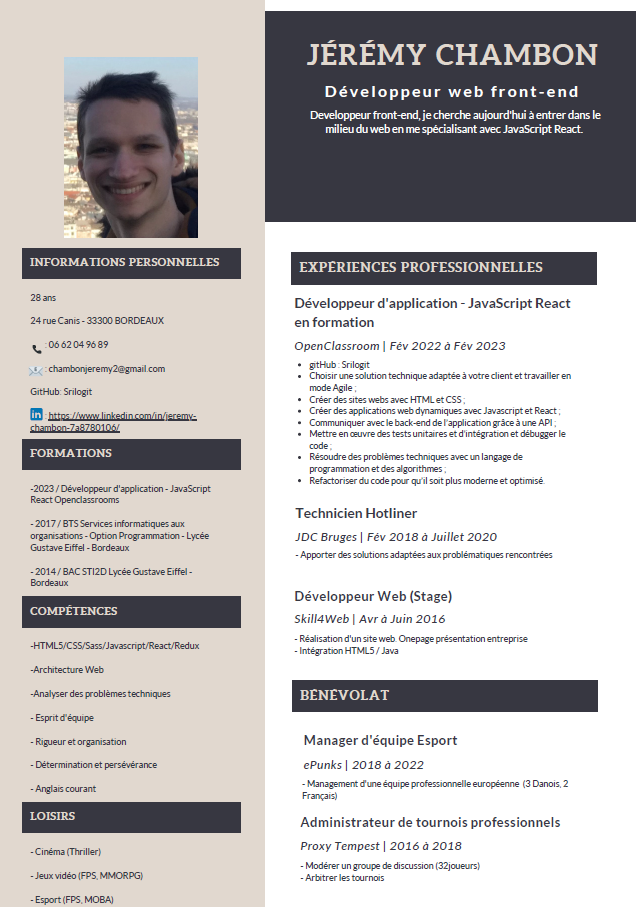 JÉRÉMY CHAMBON
Développeur web front-end
Developpeur front-end, je cherche aujourd'hui à entrer dans le
milieu du web en me spécialisant avec JavaScript React.
INFORMATIONS PERSONNELLES
28 ans
24 rue Canis - 33300 BORDEAUX
: 06 62 04 96 89
: chambonjeremy2@gmail.com
GitHub: Srilogit
in : https://www.linkedin.com/in/jeremy-
chambon-7a8780106/
FORMATIONS
-2023 / Développeur d'application - JavaScript
React Openclassrooms
- 2017 / BTS Services informatiques aux
organisations - Option Programmation - Lycée
Gustave Eiffel - Bordeaux
- 2014 / BAC STI2D Lycée Gustave Eiffel -
Bordeaux
COMPÉTENCES
-HTML5/CSS/Sass/Javascript/React/Redux
-Architecture Web
-Analyser des problèmes techniques
- Esprit d'équipe
- Rigueur et organisation
- Détermination et persévérance
- Anglais courant
LOISIRS
- Cinéma (Thriller)
- Jeux vidéo (FPS, MMORPG)
- Esport (FPS, MOBA)
EXPÉRIENCES PROFESSIONNELLES
Développeur d'application - JavaScript React
en formation
OpenClassroom | Fév 2022 à Fév 2023
• gitHub : Srilogit
• Choisir une solution technique adaptée à votre client et travailler en
mode Agile ;
• Créer des sites webs avec HTML et CSS ;
• Créer des applications web dynamiques avec Javascript et React ;
• Communiquer avec le back-end de l'application grâce à une API ;
• Mettre en œuvre des tests unitaires et d'intégration et débugger le
code ;
• Résoudre des problèmes techniques avec un langage de
programmation et des algorithmes ;
• Refactoriser du code pour qu'il soit plus moderne et optimisé.
Technicien Hotliner
JDC Bruges | Fév 2018 à Juillet 2020
- Apporter des solutions adaptées aux problématiques rencontrées
Développeur Web (Stage)
Skill4Web | Avr à Juin 2016
- Réalisation d'un site web. Onepage présentation entreprise
- Intégration HTML5 / Java
BÉNÉVOLAT
Manager d'équipe Esport
ePunks | 2018 à 2022
- Management d'une équipe professionnelle européenne (3 Danois, 2
Français)
Administrateur de tournois professionnels
Proxy Tempest | 2016 à 2018
- Modérer un groupe de discussion (32joueurs)
- Arbitrer les tournois